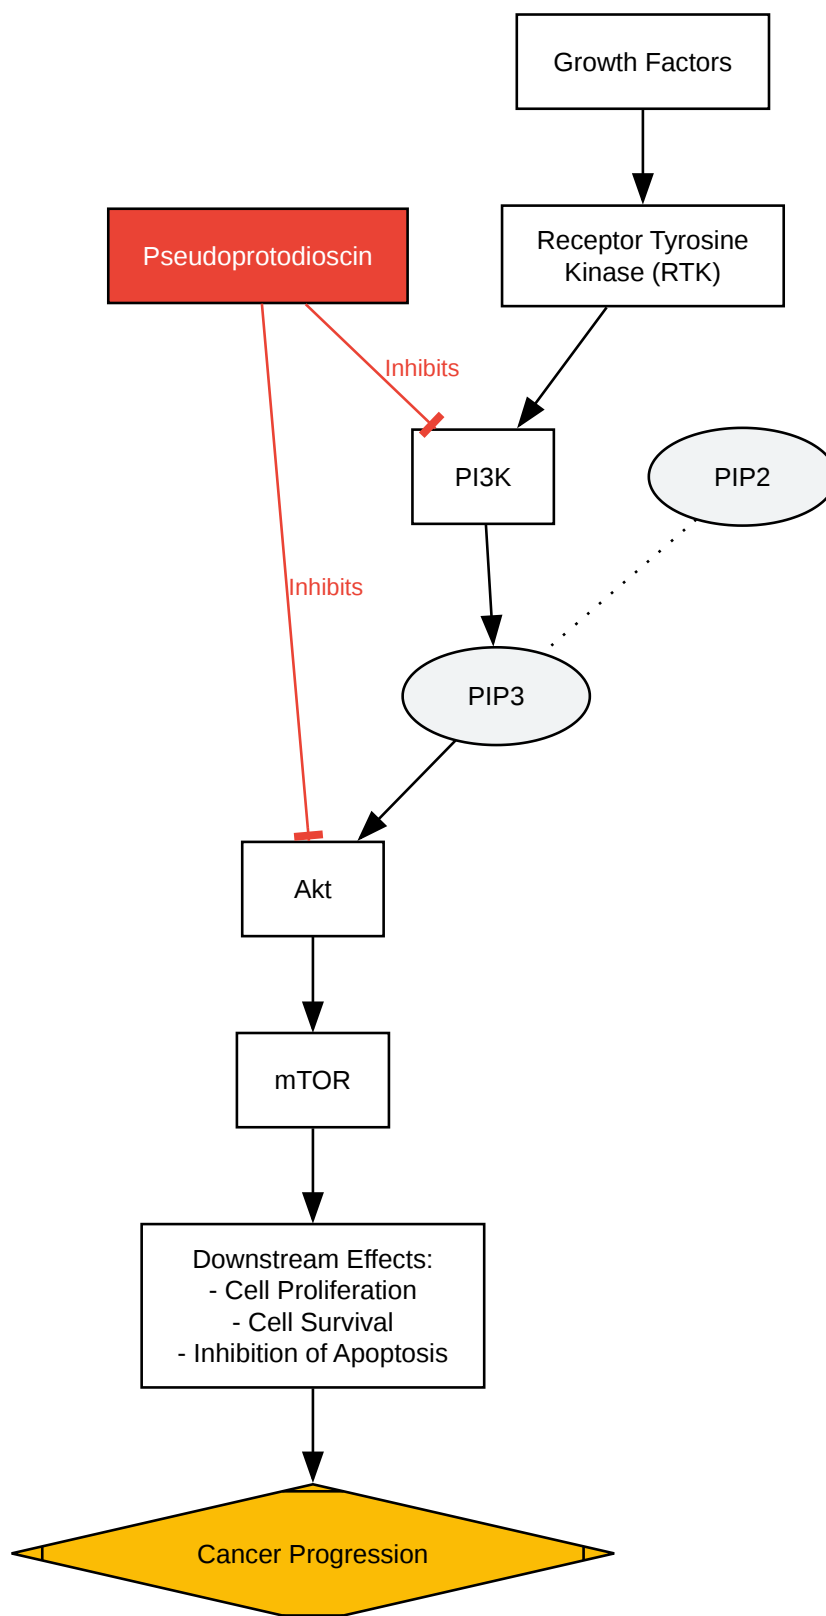 Growth Factors
Pseudoprotodioscin
Receptor Tyrosine
Kinase (RTK)
Inhibits
PI3K
PIP2
Inhibits
PIP3
Akt
mTOR
Downstream Effects:
- Cell Proliferation
- Cell Survival
- Inhibition of Apoptosis
Cancer Progression